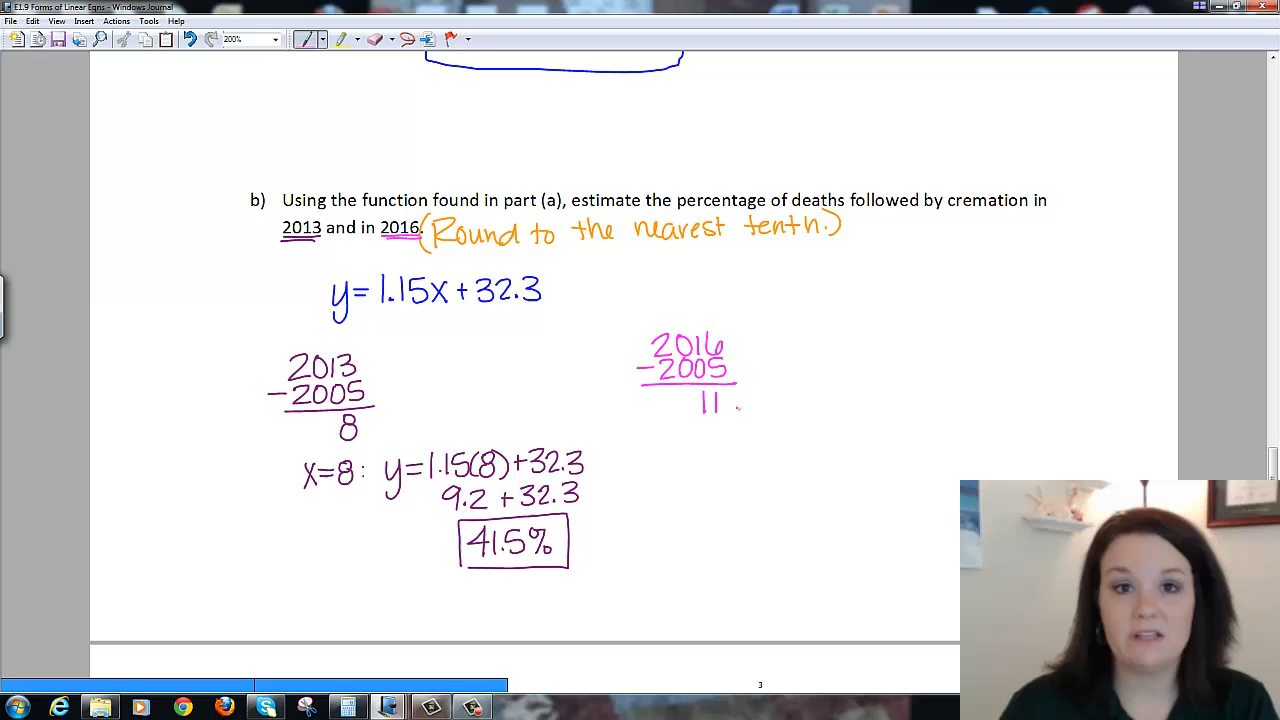 E1.9 Forms of Linear Eqns - Windows Journal
File Edit View Insert Actions Tools Help
200%
b) Using the function found in part (a), estimate the percentage of deaths followed by cremation in
2013 and in 2016. (Round to the nearest tenth.)
y=1.15x+32.3
2013
-2005
8
x=8: y=1.15(8)+32.3
9.2 +32.3
41.5%
2016
-2005
11
3